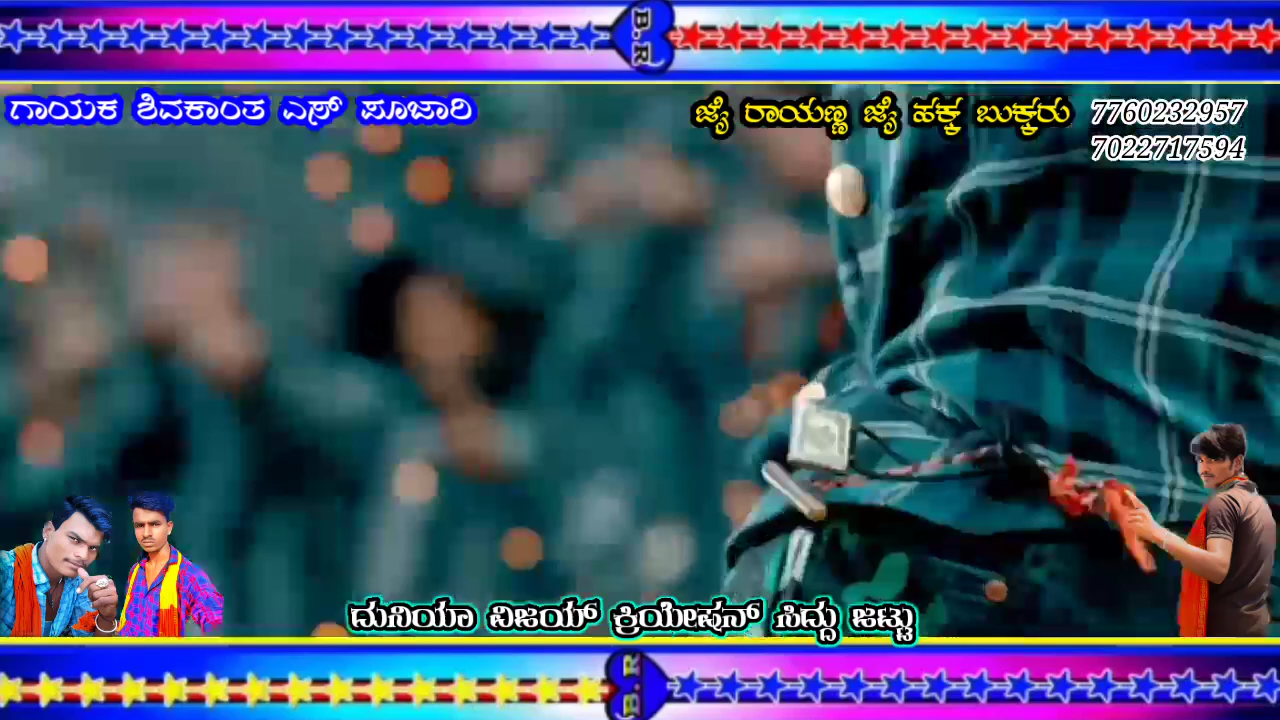 B.R
ಗಾಯಕ ಶಿವಕಾಂತ ಎಸ್ ಪೂಜಾರಿ
ಜೈ ರಾಯಣ್ಣ ಜೈ ಹಕ್ಕ ಬುಕ್ಕರು
7760232957
7022717594
ದುನಿಯಾ ವಿಜಯ್ ಕ್ರಿಯೇಷನ್ ಸಿದ್ದು ಜಟ್ಟು
B.R